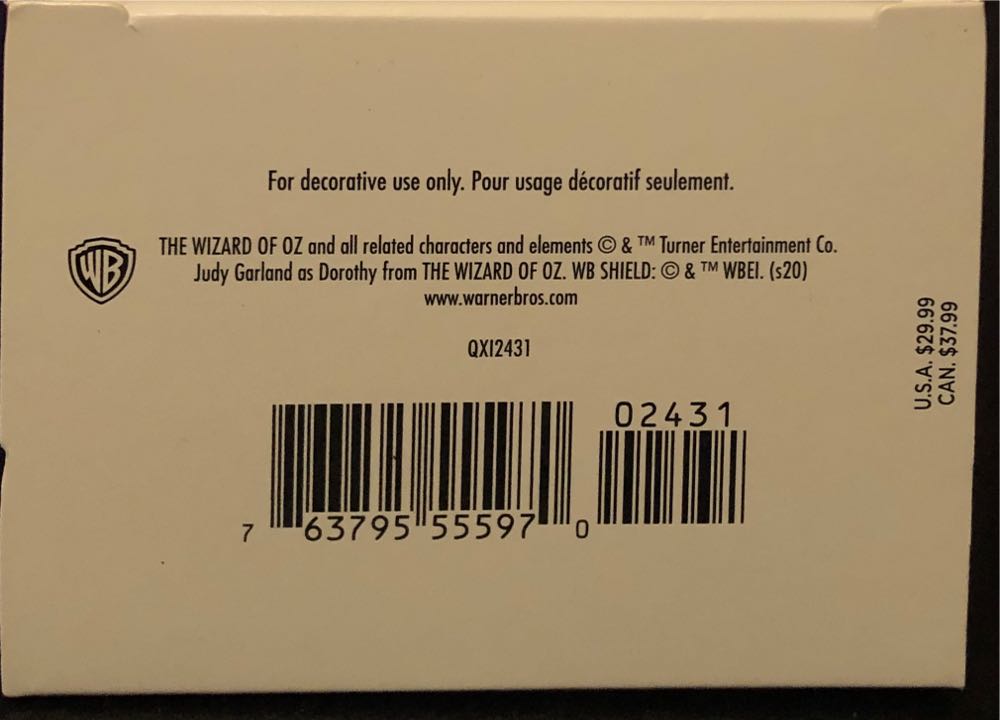 For decorative use only. Pour usage décoratif seulement.
WB
THE WIZARD OF OZ and all related characters and elements © & ™ Turner Entertainment Co.
Judy Garland as Dorothy from THE WIZARD OF OZ. WB SHIELD: © & ™ WBEI. (s20)
www.warnerbros.com
QXI2431
U.S.A. $29.99
CAN. $37.99
02431
7 63795 55597 0